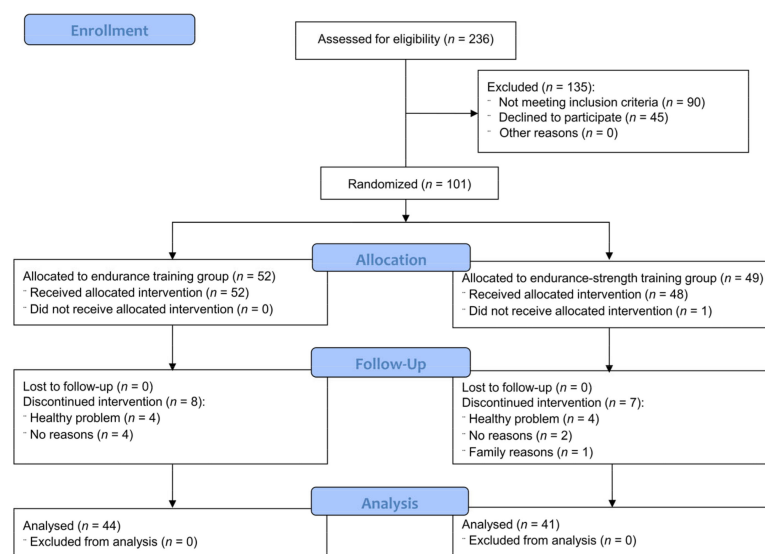 Enrollment
Assessed for eligibility (n = 236)
Excluded (n = 135):
- Not meeting inclusion criteria (n = 90)
- Declined to participate (n = 45)
- Other reasons (n = 0)
Randomized (n = 101)
Allocation
Allocated to endurance training group (n = 52)
- Received allocated intervention (n = 52)
- Did not receive allocated intervention (n = 0)
Allocated to endurance-strength training group (n = 49)
- Received allocated intervention (n = 48)
- Did not receive allocated intervention (n = 1)
Follow-Up
Lost to follow-up (n = 0)
Discontinued intervention (n = 8):
- Healthy problem (n = 4)
- No reasons (n = 4)
Lost to follow-up (n = 0)
Discontinued intervention (n = 7):
- Healthy problem (n = 4)
- No reasons (n = 2)
- Family reasons (n = 1)
Analysis
Analysed (n = 44)
- Excluded from analysis (n = 0)
Analysed (n = 41)
- Excluded from analysis (n = 0)